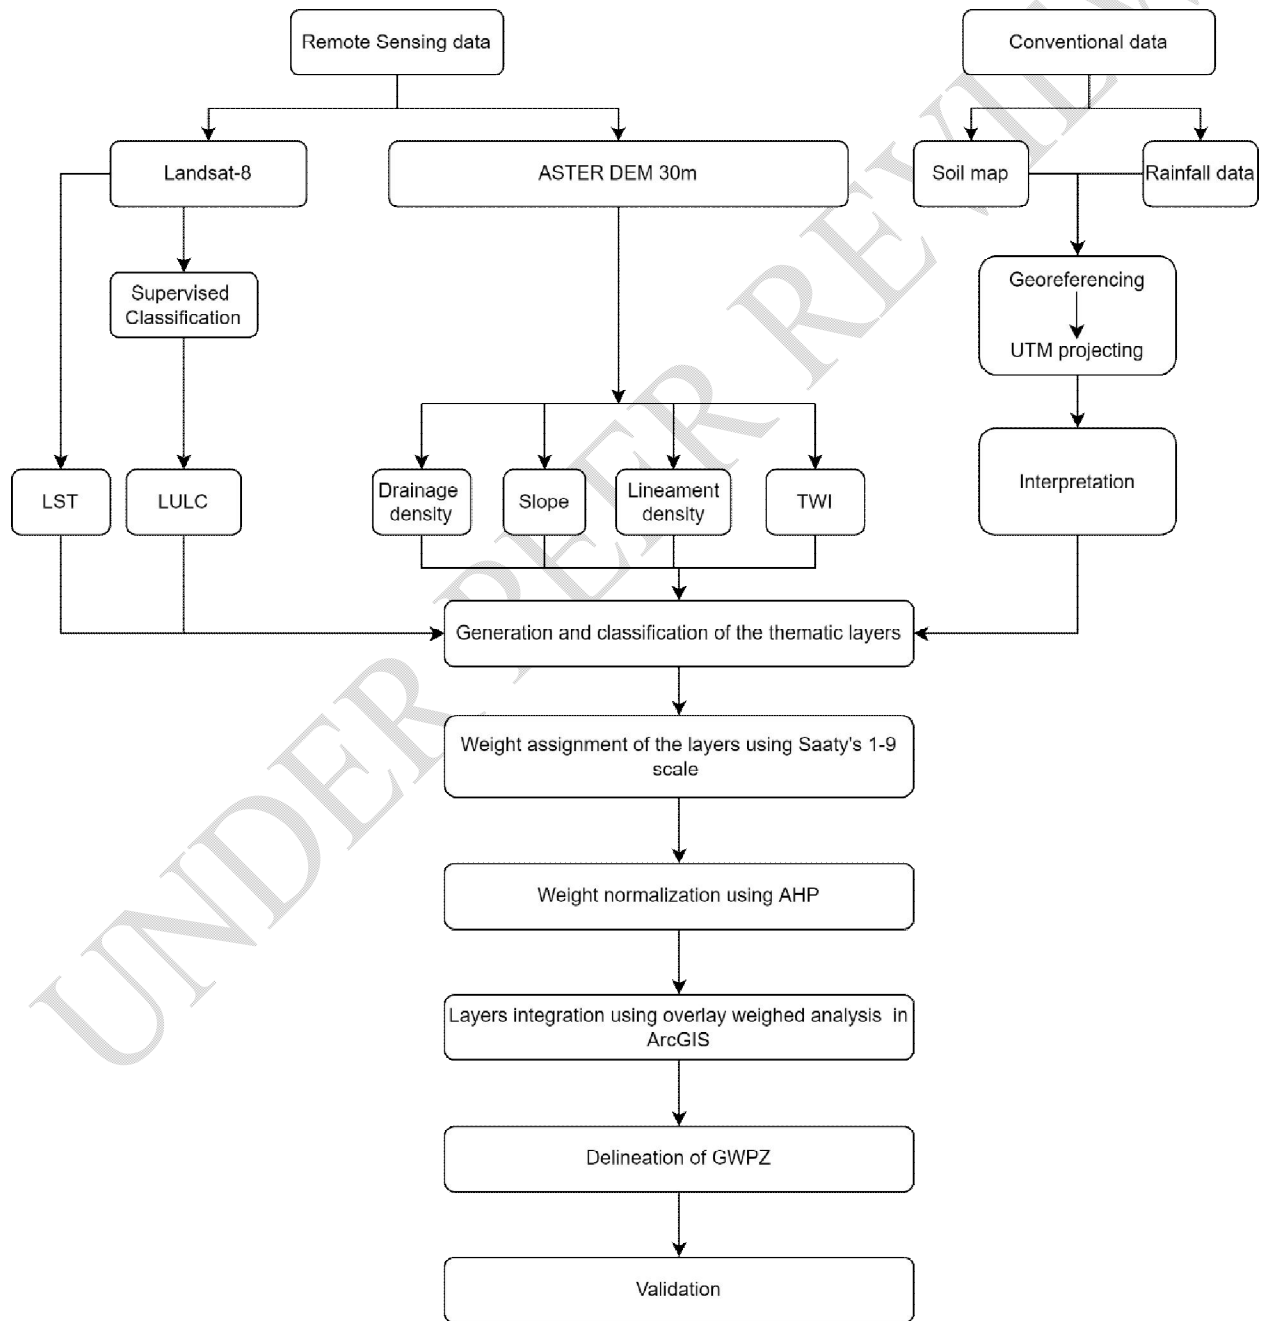 Remote Sensing data
Conventional data
Landsat-8
ASTER DEM 30m
Soil map
Rainfall data
Supervised
Classification
Georeferencing
UTM projecting
LST
LULC
Drainage
density
Slope
Lineament
density
TWI
Interpretation
Generation and classification of the thematic layers
Weight assignment of the layers using Saaty's 1-9
scale
Weight normalization using AHP
Layers integration using overlay weighed analysis in
ArcGIS
Delineation of GWPZ
Validation
UNDER PEER REVIEW